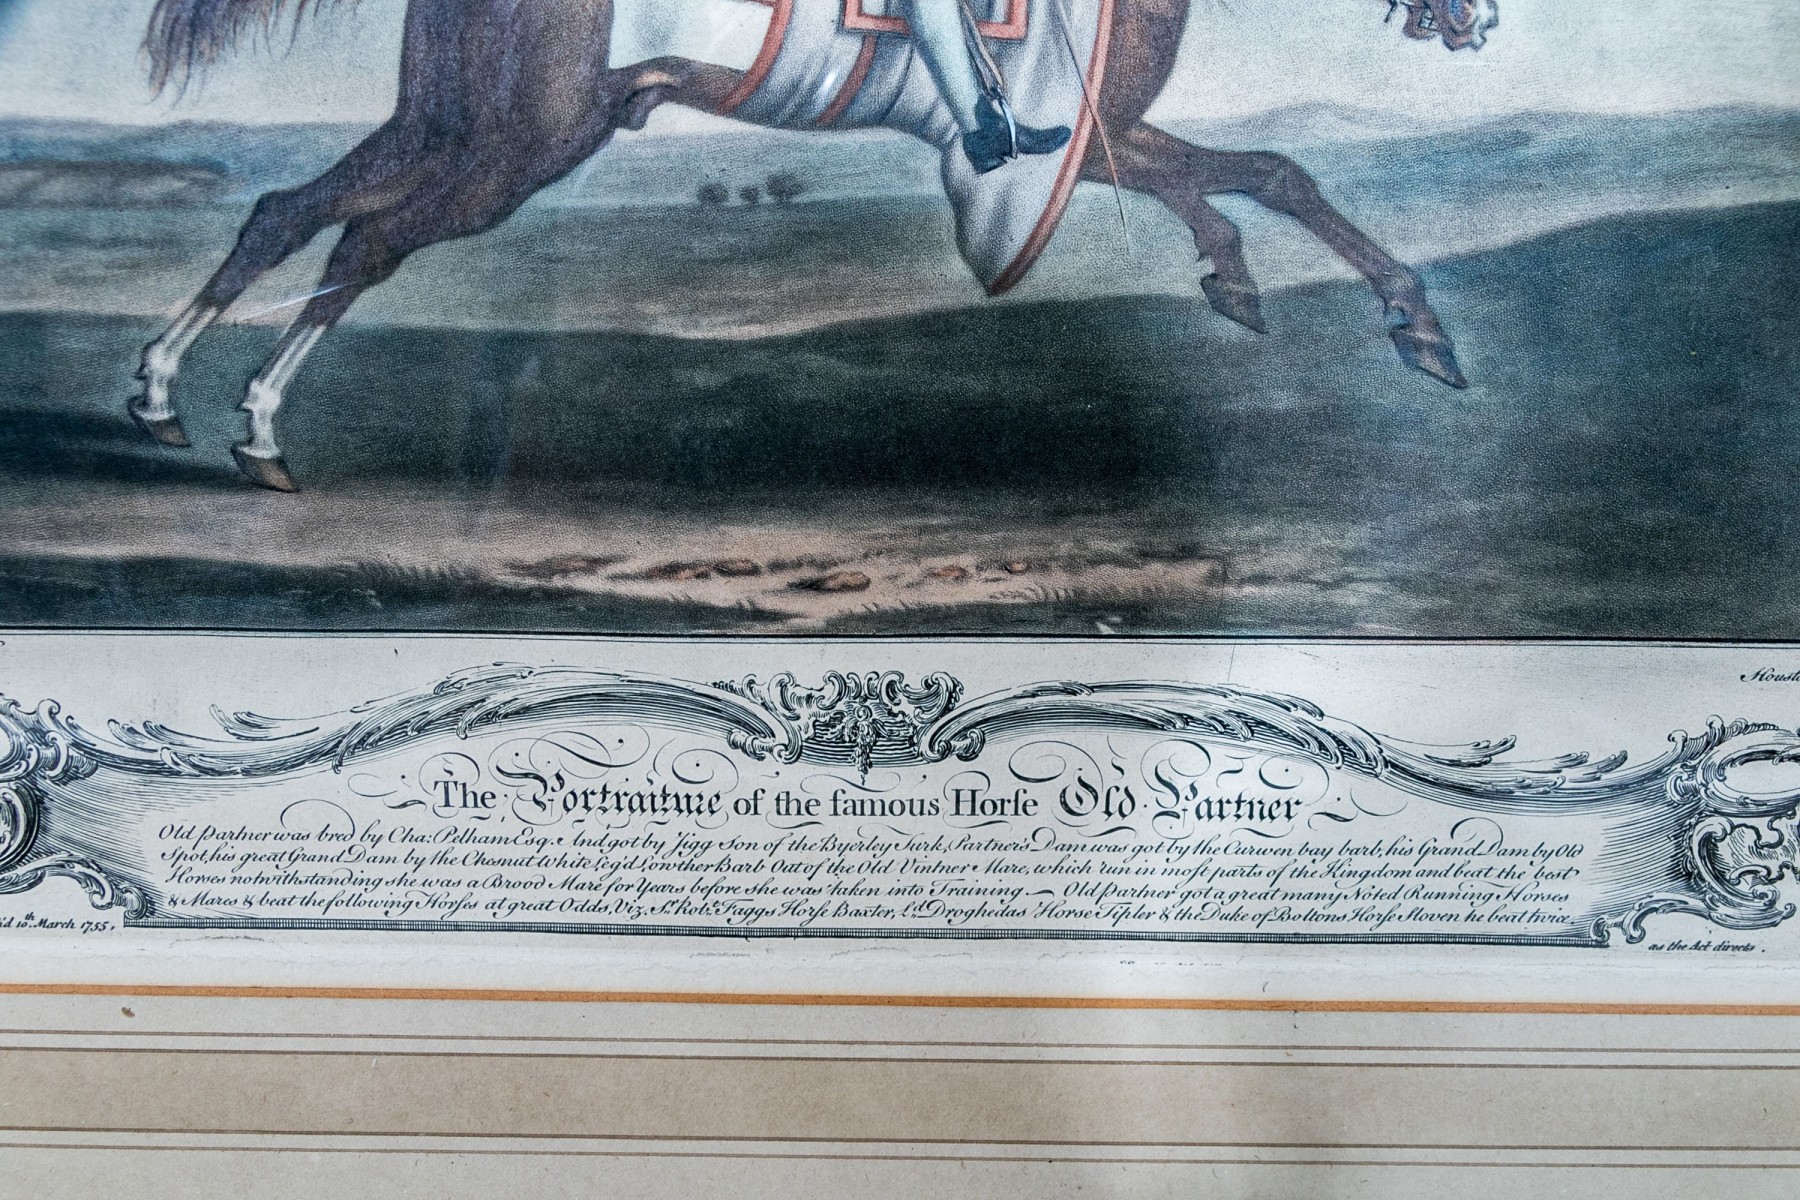 Housto
The Portraiture of the famous Horſe Old Partner
Old Partner was bred by Cha: Pelham Esq. And got by Jigg Son of the Byerley Turk, Partner's Dam was got by the Curwen bay barb, his Grand Dam by Old
Spot, his great Grand Dam by the Chesnut White Leg'd Lowther Barb Out of the Old Vintner Mare, which run in moſt parts of the Kingdom and beat the best
Horses notwithstanding she was a Brood Mare for Years before she was taken into Training — Old Partner got a great many Noted Running Horses
& Mares & beat the following Horſes at great Odds, Viz. Sr. Robt. Faggs Horſe Baxter, Ld. Droghedas Horse Tipler & the Duke of Boltons Horſe Sloven he beat twice.
'd 10th. March 1755.
as the Act directs.